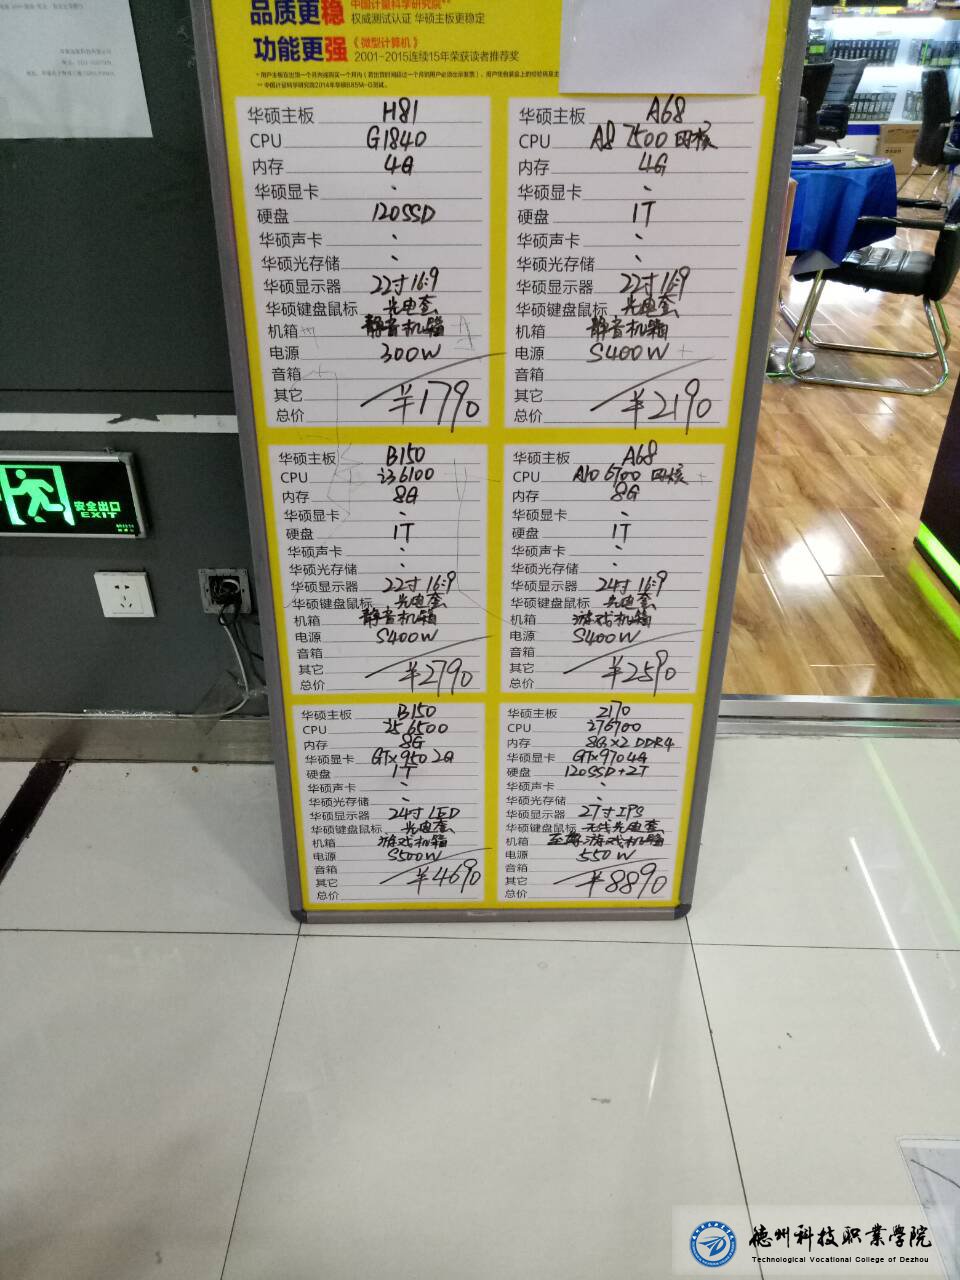 品质更稳 中国计量科学研究院**
权威测试认证 华硕主板更稳定
功能更强 《微型计算机》
2001-2015连续15年荣获读者推荐奖
华硕主板 H81
CPU G1840
内存 4G
华硕显卡 -
硬盘 120SSD
华硕声卡 -
华硕光存储 -
华硕显示器 22寸16:9
华硕键盘鼠标 光电套
机箱 静音机箱
电源 300W
音箱
其它
总价 ¥1790
华硕主板 A68
CPU A8 7500 四核
内存 4G
华硕显卡 -
硬盘 1T
华硕声卡 -
华硕光存储 -
华硕显示器 22寸16:9
华硕键盘鼠标 光电套
机箱 静音机箱
电源 S400W
音箱
其它
总价 ¥2190
华硕主板 B150
CPU i3 6100
内存 8G
华硕显卡 -
硬盘 1T
华硕声卡 -
华硕光存储 -
华硕显示器 22寸16:9
华硕键盘鼠标 光电套
机箱 静音机箱
电源 S400W
音箱
其它
总价 ¥2790
华硕主板 A68
CPU A10 6700 四核
内存 8G
华硕显卡 -
硬盘 1T
华硕声卡 -
华硕光存储 -
华硕显示器 24寸16:9
华硕键盘鼠标 光电套
机箱 游戏机箱
电源 S400W
音箱
其它
总价 ¥2590
华硕主板 B150
CPU i5 6500
内存 8G
华硕显卡 GTX950 2G
硬盘 1T
华硕声卡 -
华硕光存储 -
华硕显示器 24寸LED
华硕键盘鼠标 光电套
机箱 游戏机箱
电源 S500W
音箱
其它
总价 ¥4690
华硕主板 Z170
CPU i7 6700
内存 8G×2 DDR4
华硕显卡 GTX970 4G
硬盘 120SSD+2T
华硕声卡 -
华硕光存储 -
华硕显示器 27寸IPS
华硕键盘鼠标 无线光电套
机箱 至尊游戏机箱
电源 550W
音箱
其它
总价 ¥8890
安全出口
EXIT
德州科技职业学院
Technological Vocational College of Dezhou